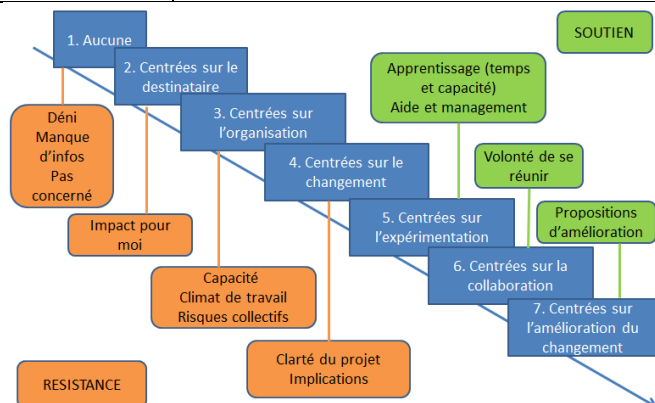 SOUTIEN
1. Aucune
2. Centrées sur le
destinataire
3. Centrées sur
l'organisation
4. Centrées sur le
changement
5. Centrées sur
l'expérimentation
6. Centrées sur la
collaboration
7. Centrées sur
l'amélioration du
changement
Apprentissage (temps
et capacité)
Aide et management
Volonté de se
réunir
Propositions
d'amélioration
Déni
Manque
d'infos
Pas
concerné
Impact pour
moi
Capacité
Climat de travail
Risques collectifs
Clarté du projet
Implications
RESISTANCE